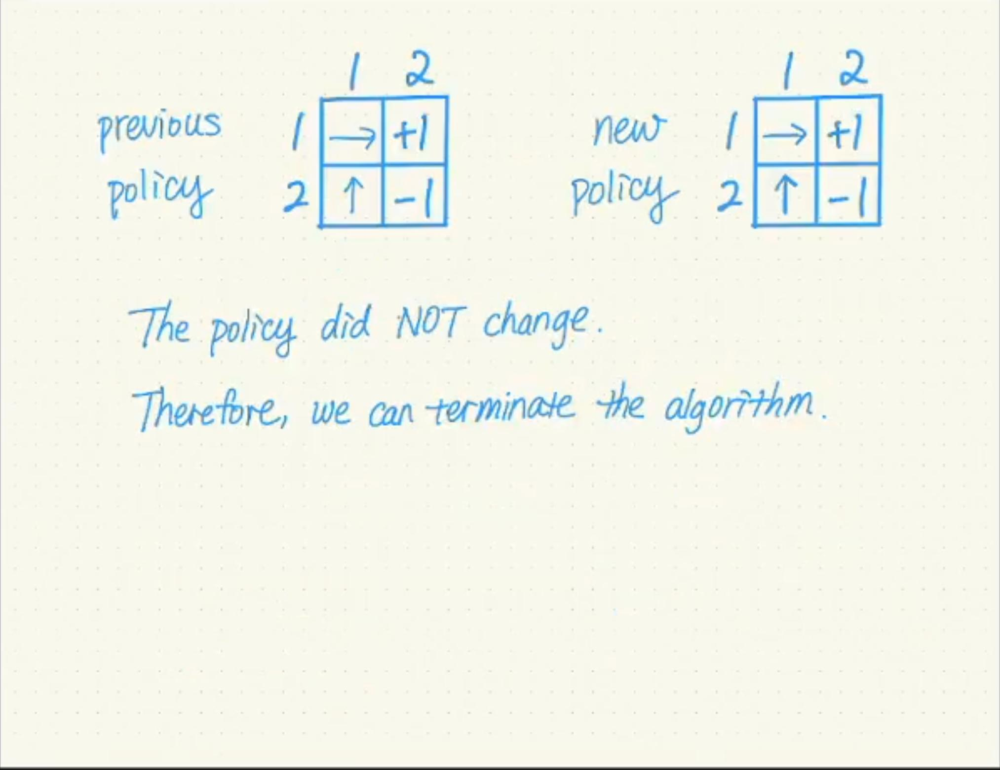 1 2 1 2
previous 1 → +1 new 1 → +1
policy 2 ↑ -1 policy 2 ↑ -1
The policy did NOT change.
Therefore, we can terminate the algorithm.